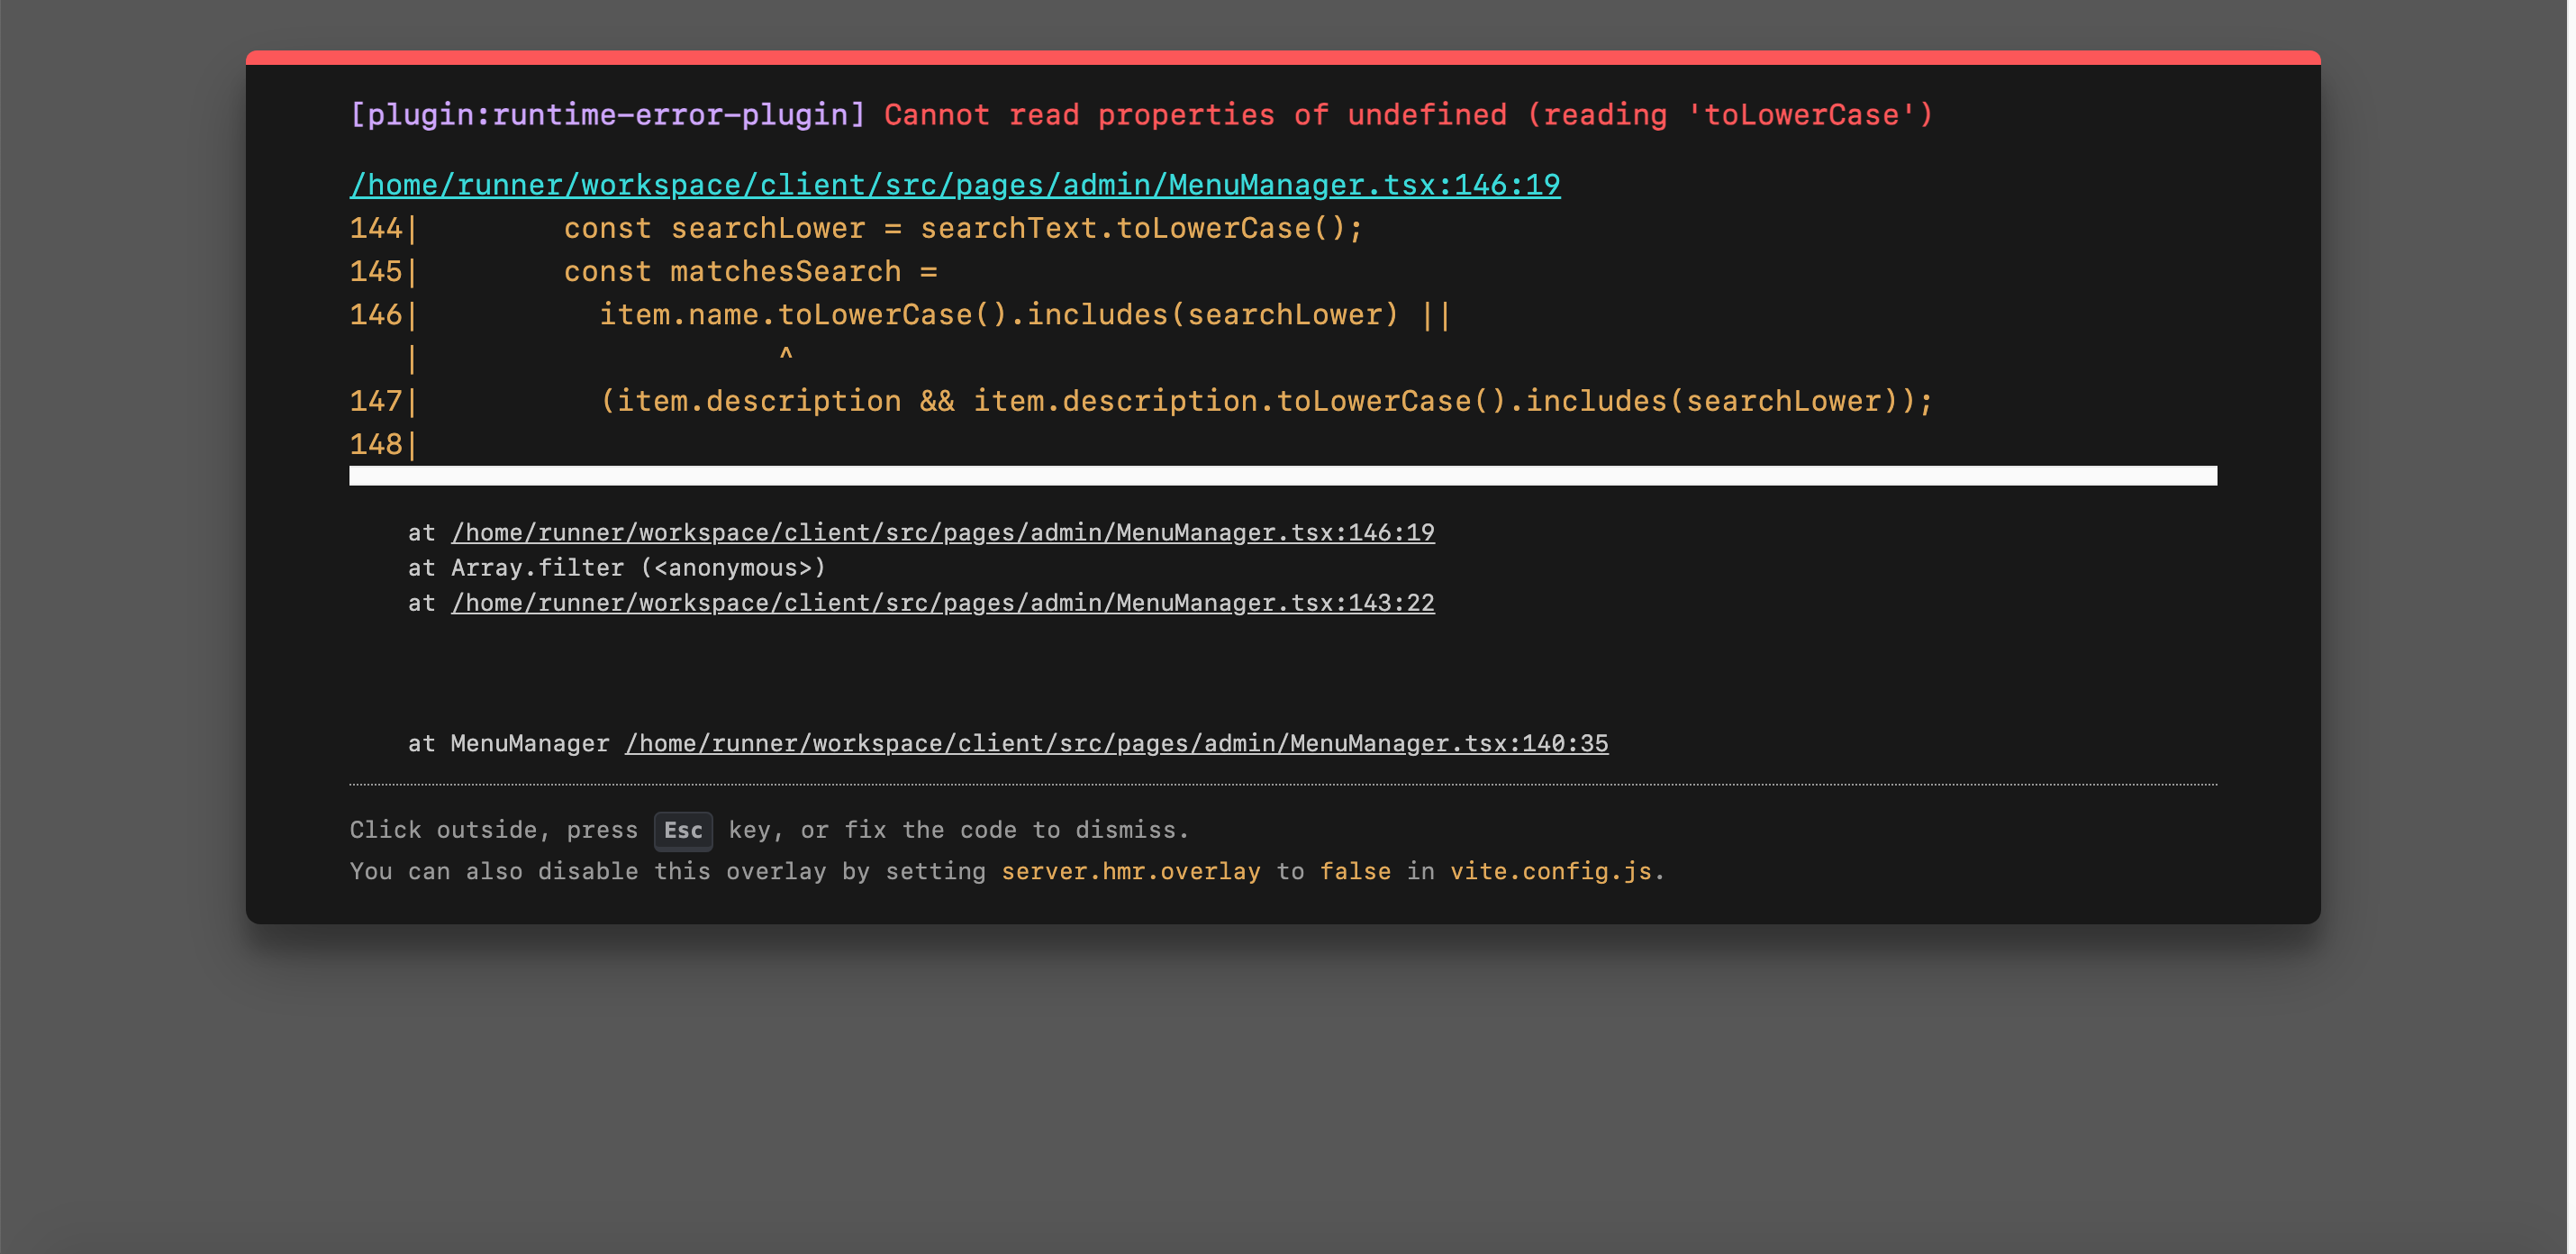 [plugin:runtime-error-plugin] Cannot read properties of undefined (reading 'toLowerCase')
/home/runner/workspace/client/src/pages/admin/MenuManager.tsx:146:19
144|        const searchLower = searchText.toLowerCase();
145|        const matchesSearch =
146|          item.name.toLowerCase().includes(searchLower) ||
   |                    ^
147|          (item.description && item.description.toLowerCase().includes(searchLower));
148|
at /home/runner/workspace/client/src/pages/admin/MenuManager.tsx:146:19
at Array.filter (<anonymous>)
at /home/runner/workspace/client/src/pages/admin/MenuManager.tsx:143:22
at MenuManager /home/runner/workspace/client/src/pages/admin/MenuManager.tsx:140:35
Click outside, press Esc key, or fix the code to dismiss.
You can also disable this overlay by setting server.hmr.overlay to false in vite.config.js.